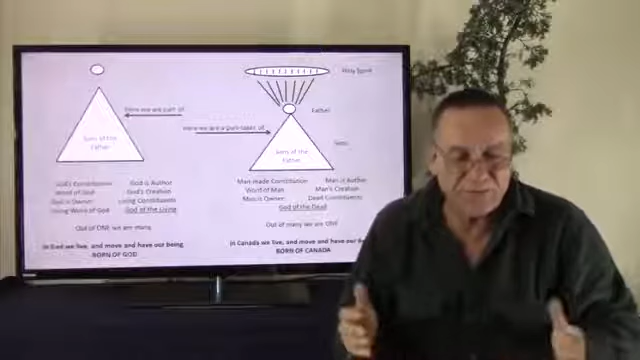 Here we are part of
Sons of the
Father
God's Constitution
Word of God
God is Owner
Living Word of God
God is Author
God's Creation
Living Constituents
God of the Living
Out of ONE we are many
In God we live, and move and have our being
BORN OF GOD
Holy Spirit
Father
Here we are a part-taker of
Sons
Sons of the
Father
Man made Constitution
Word of Man
Man is Owner
Man is Author
Man's Creation
Dead Constituents
God of the Dead
Out of many we are ONE
In Canada we live, and move and have our be
BORN OF CANADA